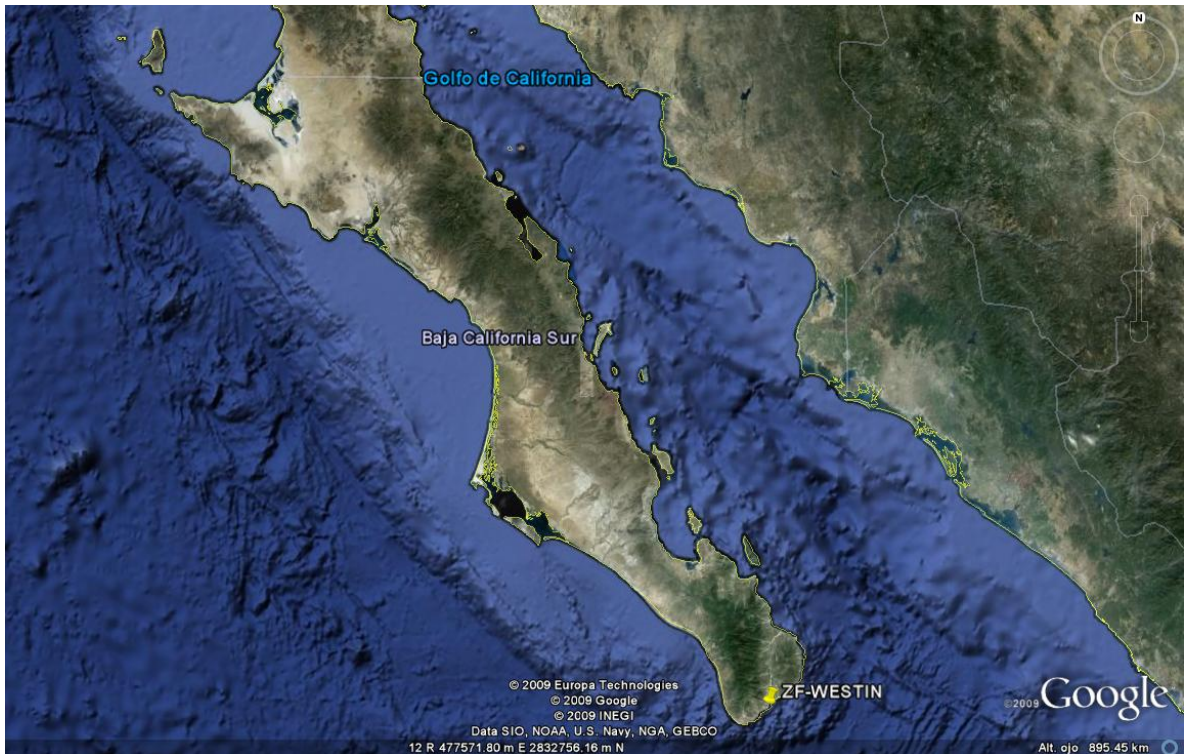 N
Golfo de California
Baja California Sur
ZF-WESTIN
© 2009 Europa Technologies
© 2009 Google
© 2009 INEGI
Data SIO, NOAA, U.S. Navy, NGA, GEBCO
©2009 Google
12 R 477571.80 m E 2832756.16 m N
Alt. ojo 895.45 km